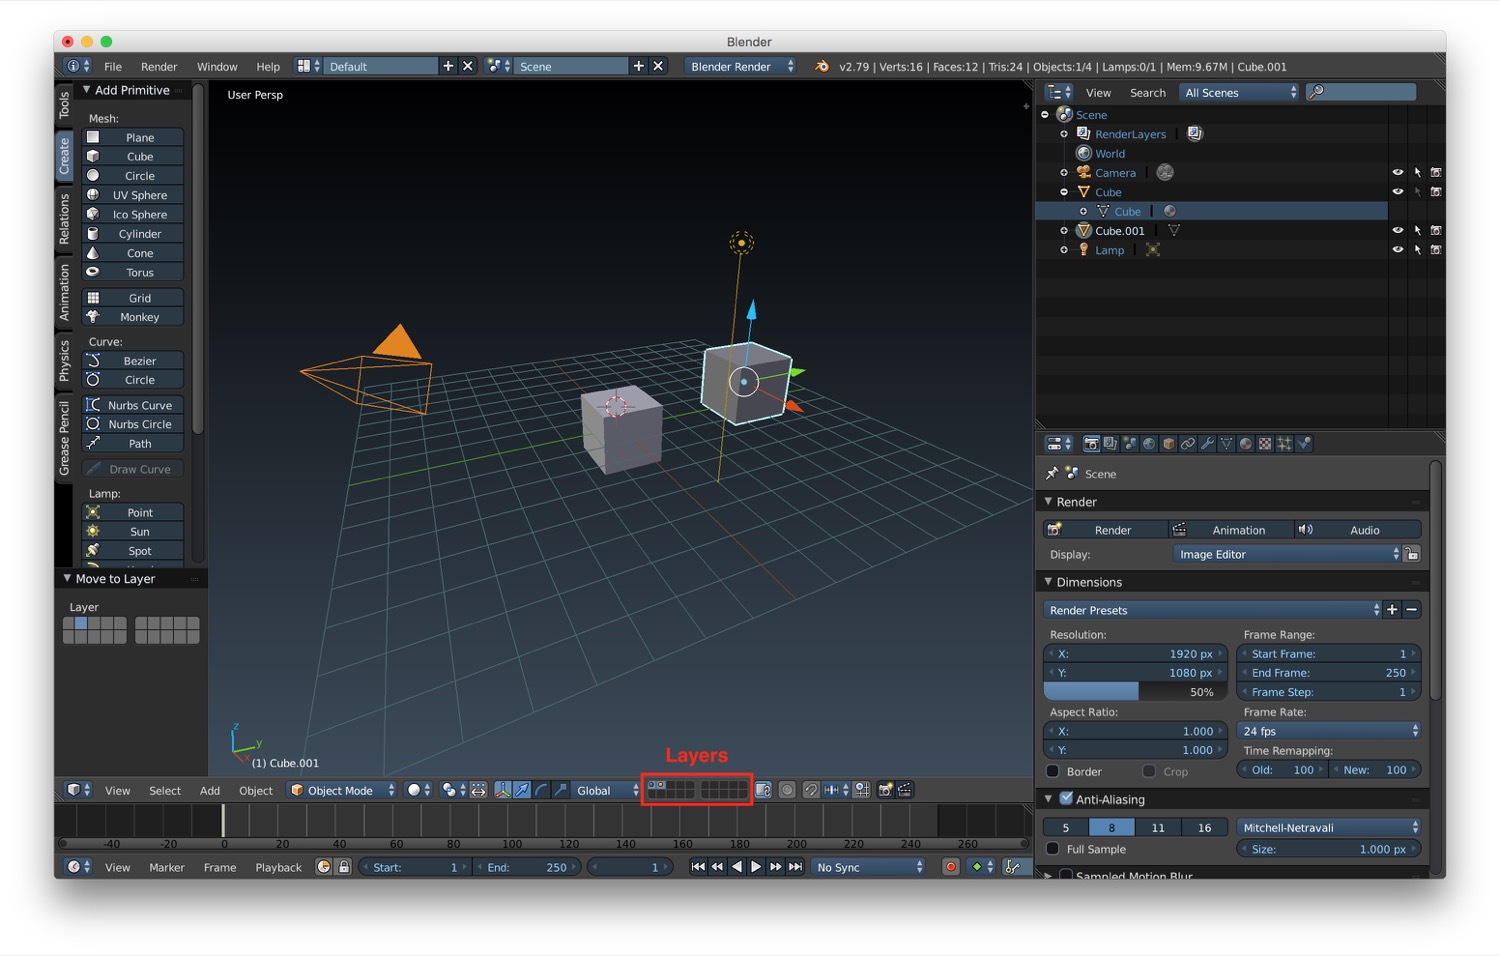 Blender
File Render Window Help Default Scene Blender Render v2.79 | Verts:16 | Faces:12 | Tris:24 | Objects:1/4 | Lamps:0/1 | Mem:9.67M | Cube.001
Tools
Create
Relations
Animation
Physics
Grease Pencil
Add Primitive
Mesh:
Plane
Cube
Circle
UV Sphere
Ico Sphere
Cylinder
Cone
Torus
Grid
Monkey
Curve:
Bezier
Circle
Nurbs Curve
Nurbs Circle
Path
Draw Curve
Lamp:
Point
Sun
Spot
Move to Layer
Layer
User Persp
z
y
x
(1) Cube.001
Layers
View Select Add Object Object Mode Global
-40 -20 0 20 40 60 80 100 120 140 160 180 200 220 240 260
View Marker Frame Playback Start: 1 End: 250 1 No Sync
View Search All Scenes
Scene
RenderLayers
World
Camera
Cube
Cube
Cube.001
Lamp
Scene
Render
Render Animation Audio
Display: Image Editor
Dimensions
Render Presets
Resolution: Frame Range:
X: 1920 px Start Frame: 1
Y: 1080 px End Frame: 250
50% Frame Step: 1
Aspect Ratio: Frame Rate:
X: 1.000 24 fps
Y: 1.000 Time Remapping:
Border Crop Old: 100 New: 100
Anti-Aliasing
5 8 11 16 Mitchell-Netravali
Full Sample Size: 1.000 px
Sampled Motion Blur